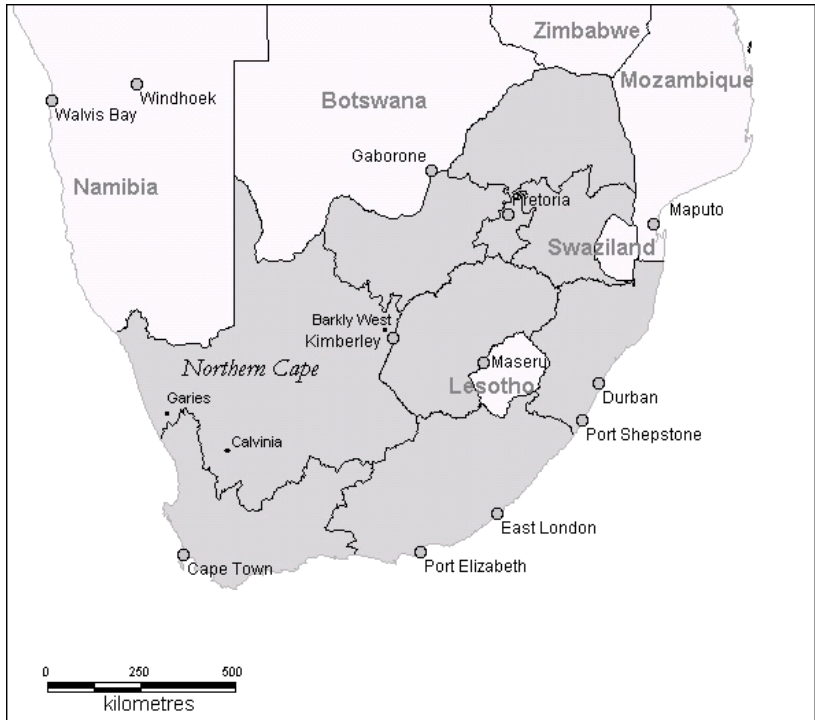 Zimbabwe
Mozambique
Windhoek
Botswana
Walvis Bay
Gaborone
Namibia
Pretoria
Maputo
Swaziland
Barkly West
Kimberley
Northern Cape
Maseru
Lesotho
Durban
Garies
Port Shepstone
Calvinia
East London
Port Elizabeth
Cape Town
0 250 500
kilometres